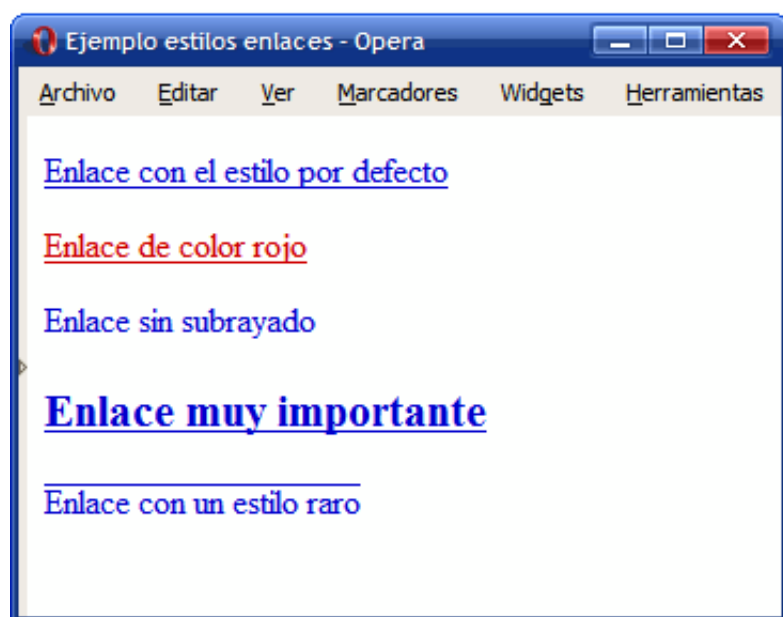 Ejemplo estilos enlaces - Opera
Archivo Editar Ver Marcadores Widgets Herramientas
Enlace con el estilo por defecto
Enlace de color rojo
Enlace sin subrayado
Enlace muy importante
Enlace con un estilo raro